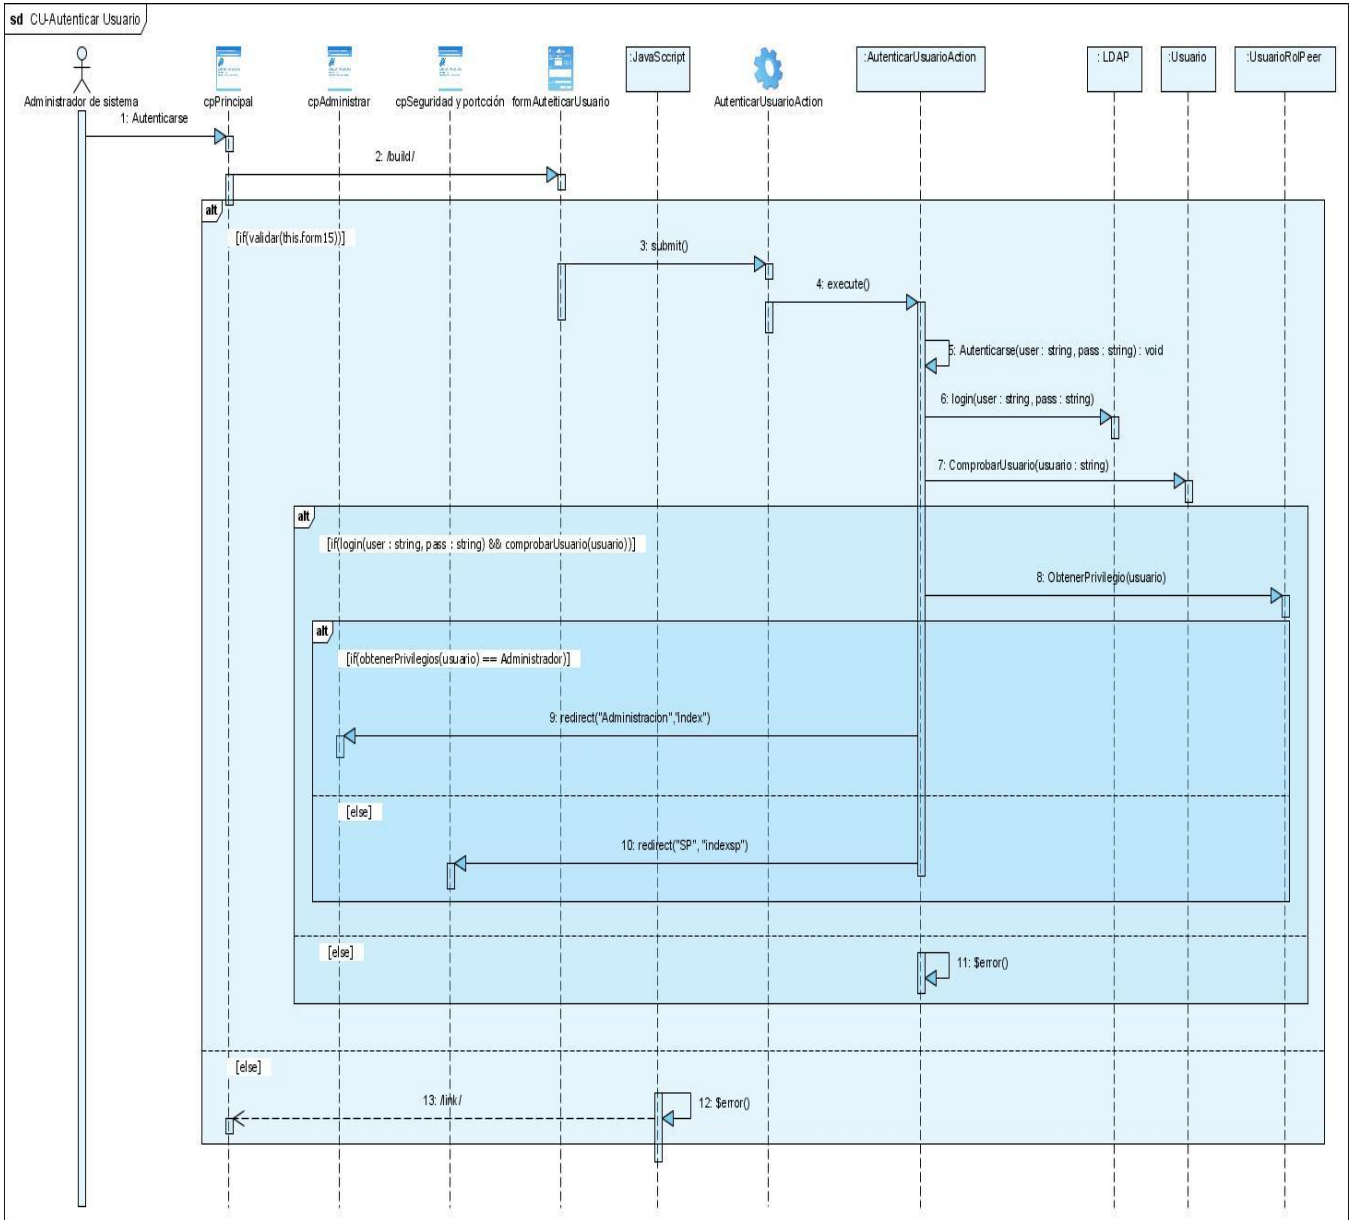 sd CU-Autenticar Usuario
Administrador de sistema
cpPrincipal
cpAdministrar
cpSeguridad y portcción
formAuteiticarUsuario
:JavaSccript
AutenticarUsuarioAction
:AutenticarUsuarioAction
: LDAP
:Usuario
:UsuarioRolPeer
1: Autenticarse
2: /build/
alt
[if(validar(this.form15))]
3: submit()
4: execute()
5: Autenticarse(user : string, pass : string) : void
6: login(user : string, pass : string)
7: ComprobarUsuario(usuario : string)
alt
[if(login(user : string, pass : string) && comprobarUsuario(usuario))]
8: ObtenerPrivilegio(usuario)
alt
[if(obtenerPrivilegios(usuario) == Administrador)]
9: redirect("Administracion","index")
[else]
10: redirect("SP", "indexsp")
[else]
11: $error()
[else]
13: /link/
12: $error()